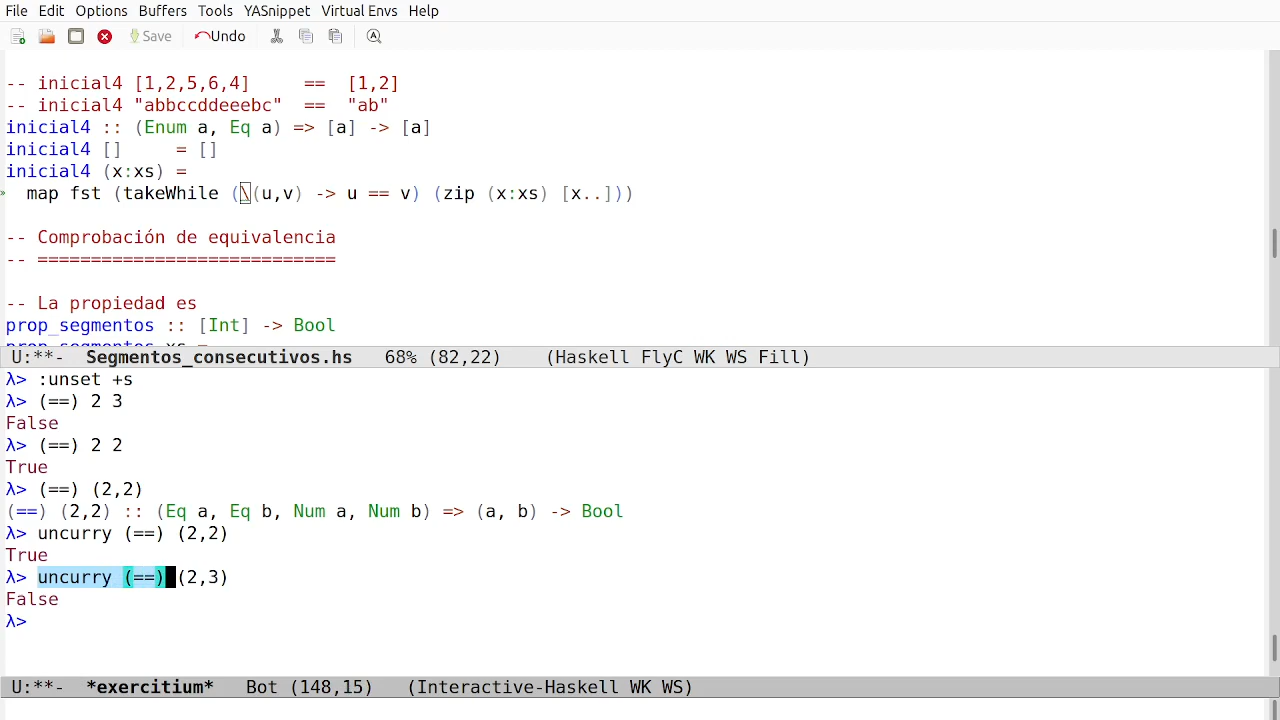 File Edit Options Buffers Tools YASnippet Virtual Envs Help
Save Undo
-- inicial4 [1,2,5,6,4]     ==  [1,2]
-- inicial4 "abbccddeeebc"  ==  "ab"
inicial4 :: (Enum a, Eq a) => [a] -> [a]
inicial4 []     = []
inicial4 (x:xs) =
  map fst (takeWhile (\(u,v) -> u == v) (zip (x:xs) [x..]))
-- Comprobación de equivalencia
-- ============================
-- La propiedad es
prop_segmentos :: [Int] -> Bool
prop_segmentos xs =
U:**-  Segmentos_consecutivos.hs   68% (82,22)    (Haskell FlyC WK WS Fill)
λ> :unset +s
λ> (==) 2 3
False
λ> (==) 2 2
True
λ> (==) (2,2)
(==) (2,2) :: (Eq a, Eq b, Num a, Num b) => (a, b) -> Bool
λ> uncurry (==) (2,2)
True
λ> uncurry (==) (2,3)
False
λ>
U:**-  *exercitium*   Bot (148,15)   (Interactive-Haskell WK WS)